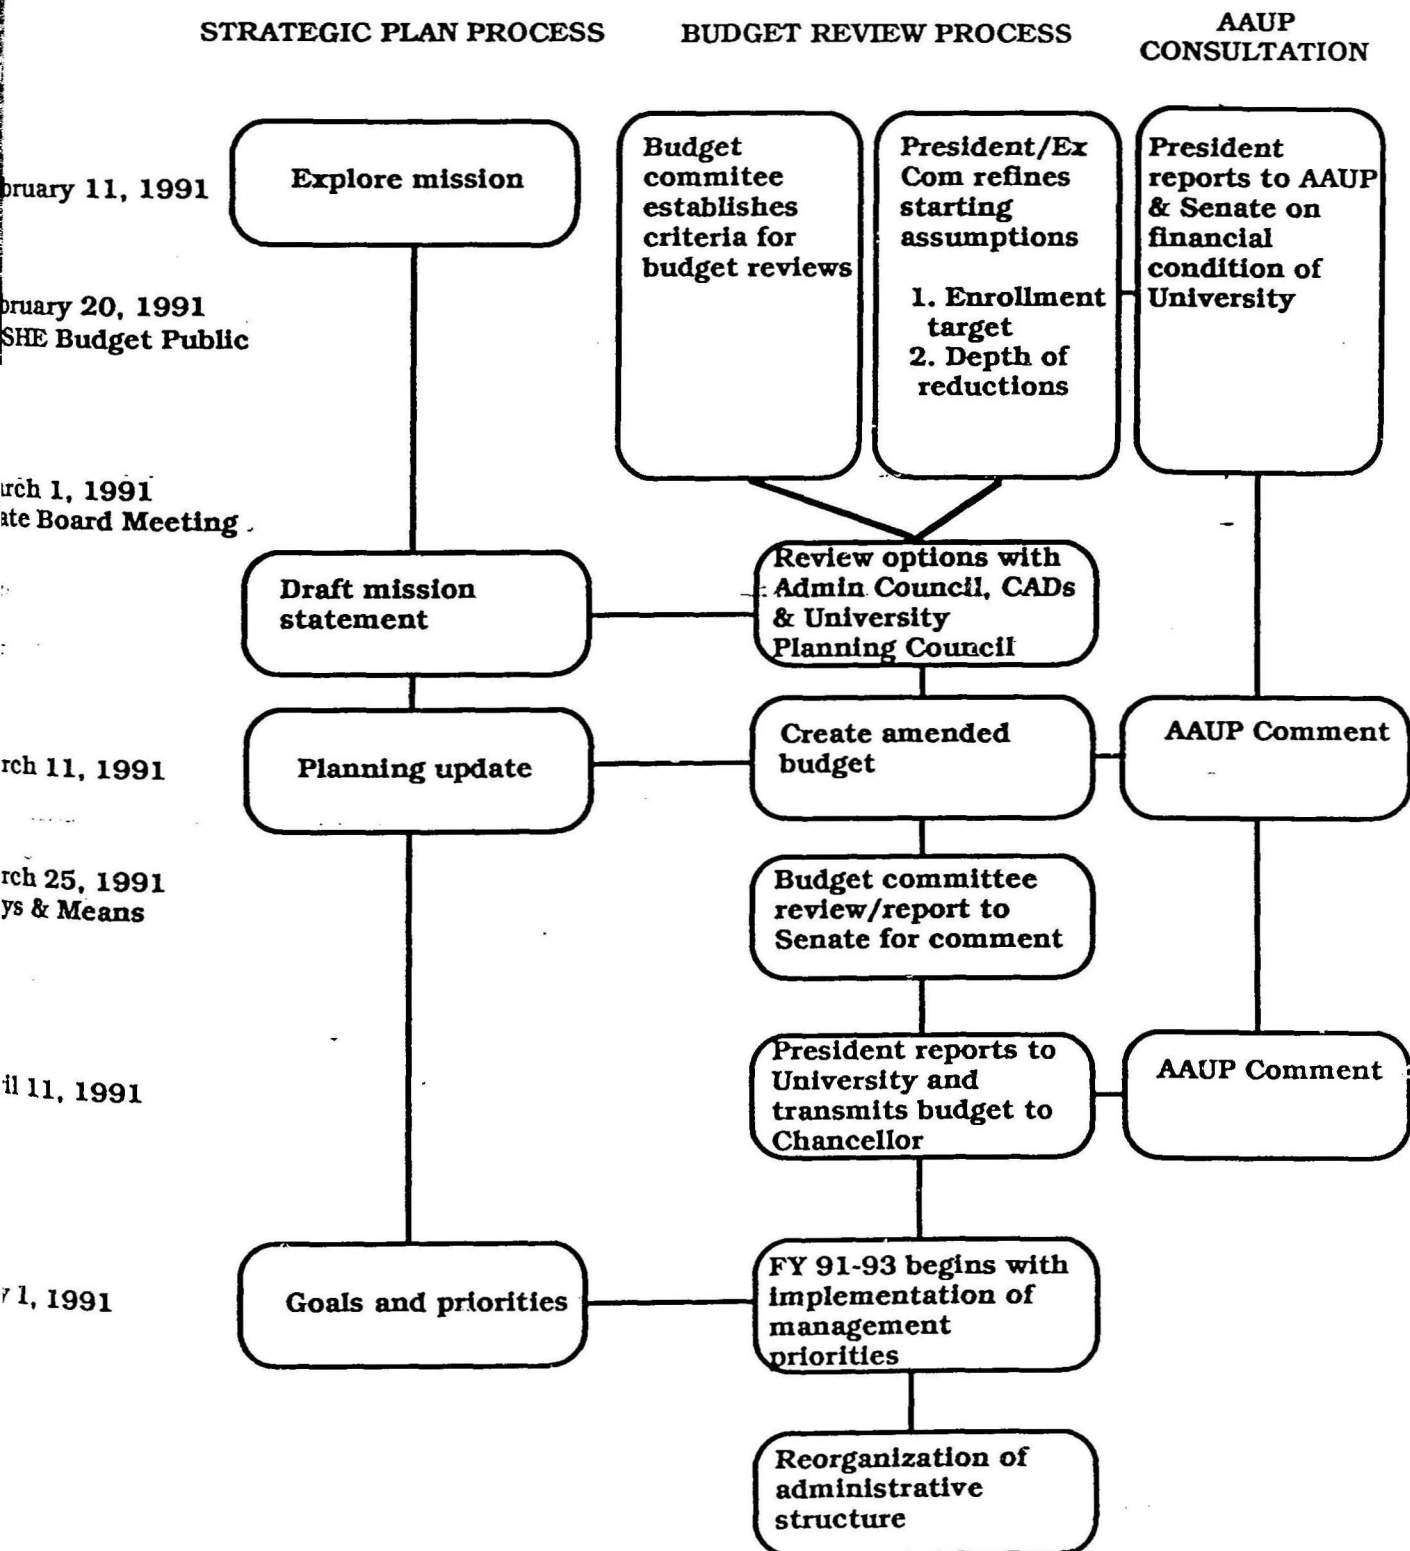 STRATEGIC PLAN PROCESS
BUDGET REVIEW PROCESS
AAUP
CONSULTATION
bruary 11, 1991
Explore mission
Budget
commitee
establishes
criteria for
budget reviews
President/Ex
Com refines
starting
assumptions
1. Enrollment
target
2. Depth of
reductions
President
reports to AAUP
& Senate on
financial
condition of
University
bruary 20, 1991
SHE Budget Public
rch 1, 1991
ate Board Meeting
Draft mission
statement
Review options with
Admin Council, CADs
& University
Planning Council
rch 11, 1991
Planning update
Create amended
budget
AAUP Comment
rch 25, 1991
ys & Means
Budget committee
review/report to
Senate for comment
il 11, 1991
President reports to
University and
transmits budget to
Chancellor
AAUP Comment
1, 1991
Goals and priorities
FY 91-93 begins with
implementation of
management
priorities
Reorganization of
administrative
structure